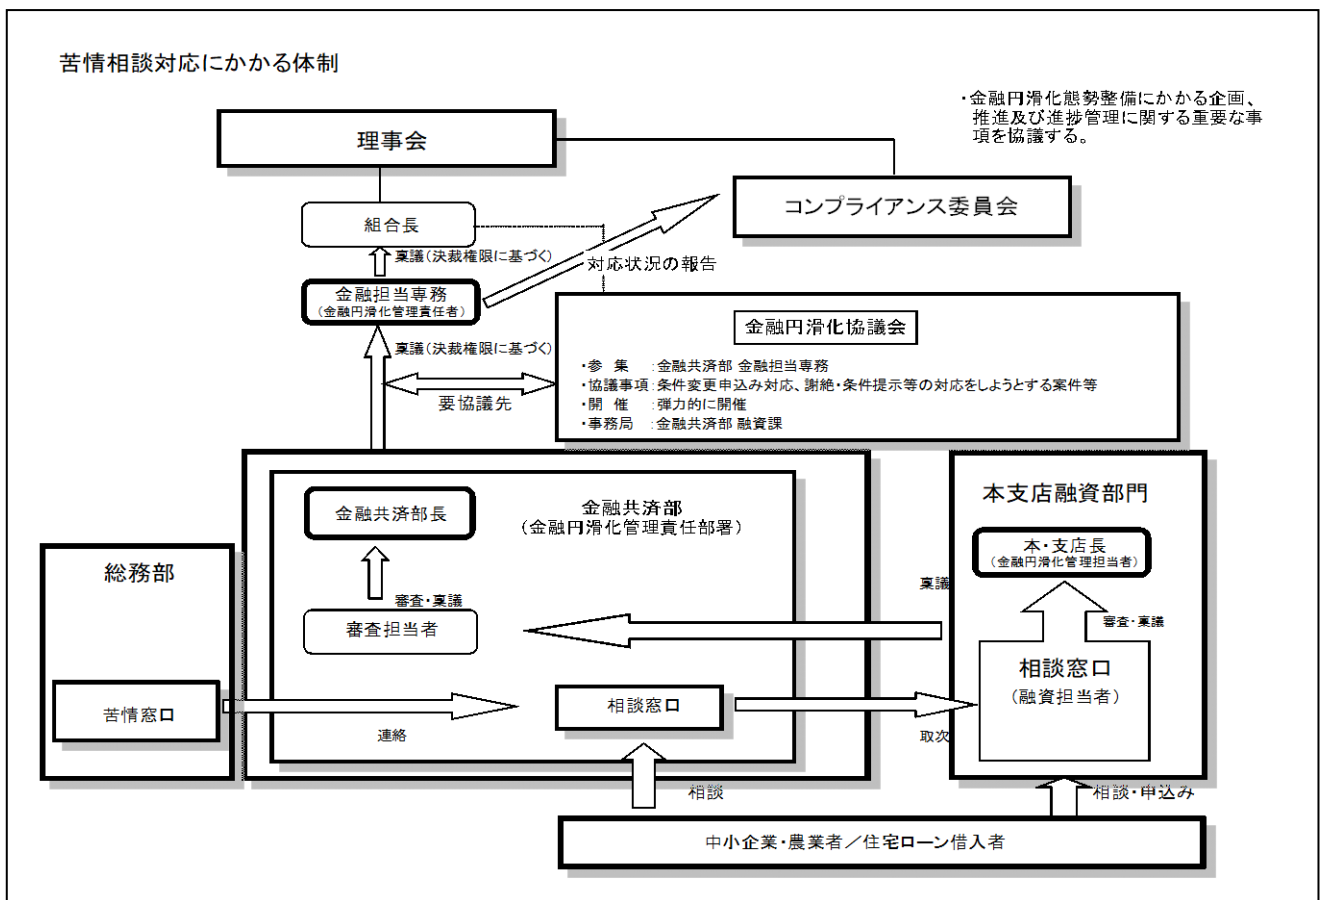 苦情相談対応にかかる体制
・金融円滑化態勢整備にかかる企画、
推進及び進捗管理に関する重要な事
項を協議する。
理事会
コンプライアンス委員会
組合長
稟議(決裁権限に基づく)
対応状況の報告
金融担当専務
(金融円滑化管理責任者)
稟議(決裁権限に基づく)
要協議先
金融円滑化協議会
・参 集 :金融共済部 金融担当専務
・協議事項:条件変更申込み対応、謝絶・条件提示等の対応をしようとする案件等
・開 催 :弾力的に開催
・事務局 :金融共済部 融資課
金融共済部
(金融円滑化管理責任部署)
金融共済部長
審査・稟議
審査担当者
相談窓口
総務部
苦情窓口
連絡
本支店融資部門
本・支店長
(金融円滑化管理担当者)
稟議
審査・稟議
相談窓口
(融資担当者)
取次
相談
相談・申込み
中小企業・農業者/住宅ローン借入者